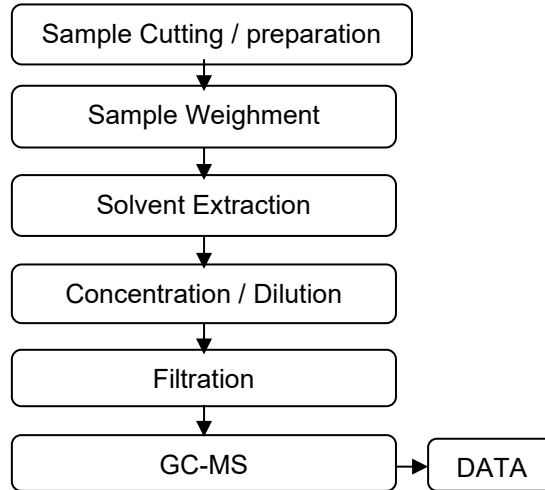 Sample Cutting / preparation
Sample Weighment
Solvent Extraction
Concentration / Dilution
Filtration
GC-MS
DATA